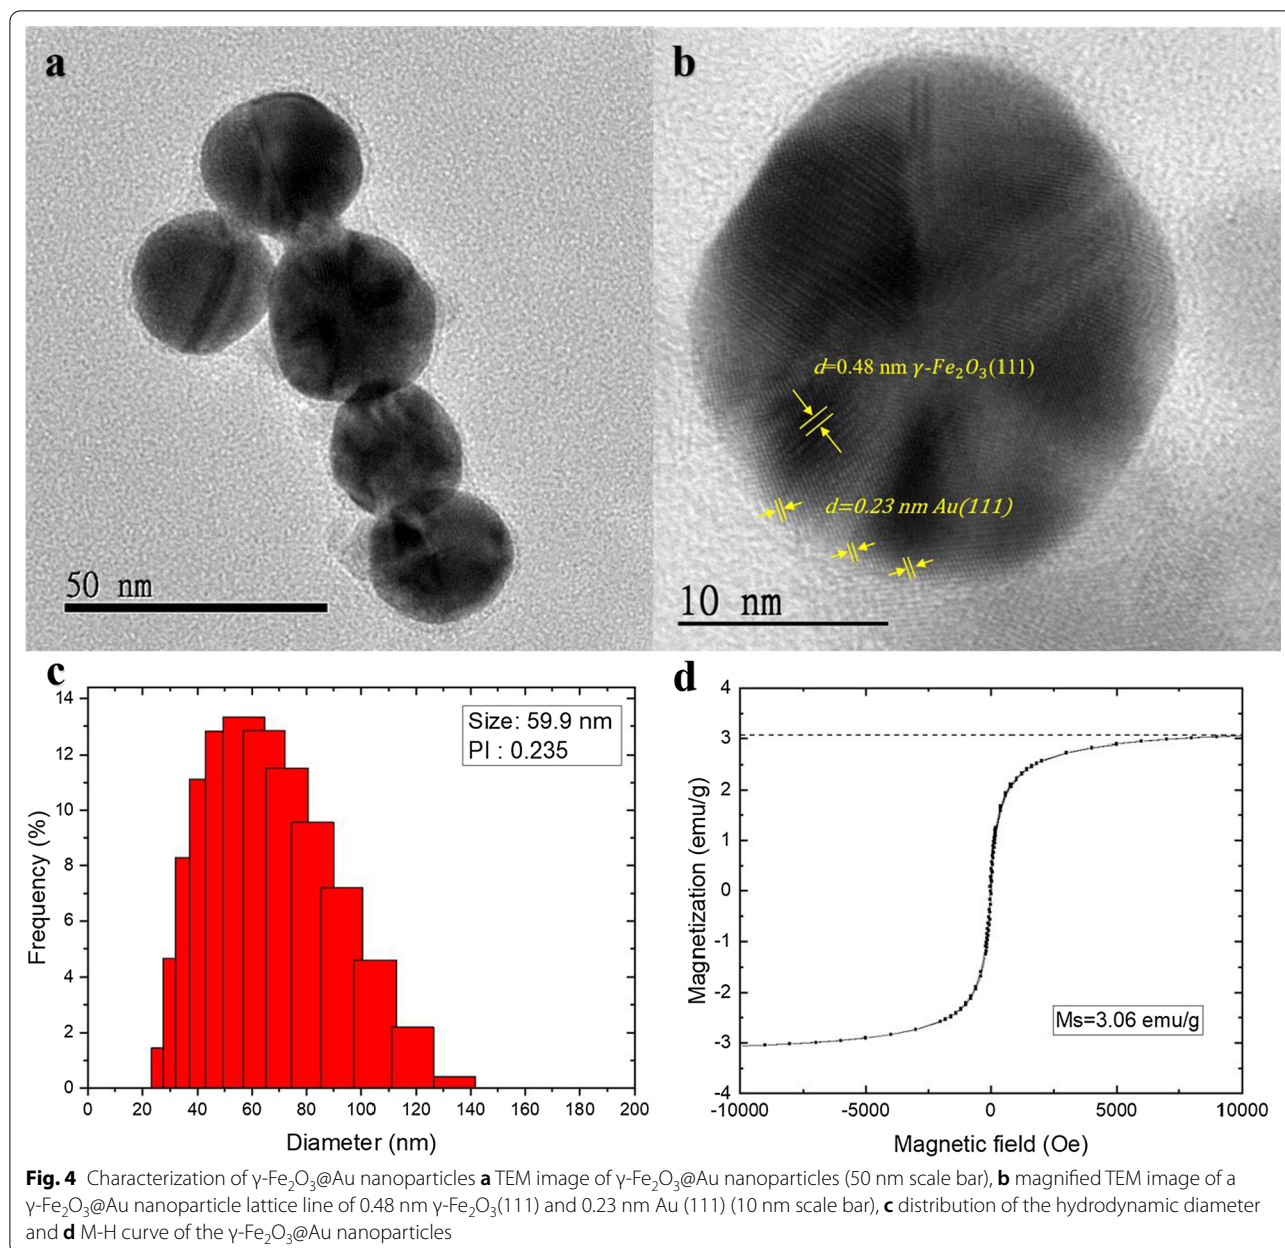 a
50 nm
b
d=0.48 nm γ-Fe₂O₃(111)
d=0.23 nm Au(111)
10 nm
c
Size: 59.9 nm
PI : 0.235
Frequency (%)
14
12
10
8
6
4
2
0
0 20 40 60 80 100 120 140 160 180 200
Diameter (nm)
d
Magnetization (emu/g)
4
3
2
1
0
-1
-2
-3
-4
Ms=3.06 emu/g
-10000 -5000 0 5000 10000
Magnetic field (Oe)
Fig. 4 Characterization of γ-Fe₂O₃@Au nanoparticles a TEM image of γ-Fe₂O₃@Au nanoparticles (50 nm scale bar), b magnified TEM image of a
γ-Fe₂O₃@Au nanoparticle lattice line of 0.48 nm γ-Fe₂O₃(111) and 0.23 nm Au (111) (10 nm scale bar), c distribution of the hydrodynamic diameter
and d M-H curve of the γ-Fe₂O₃@Au nanoparticles